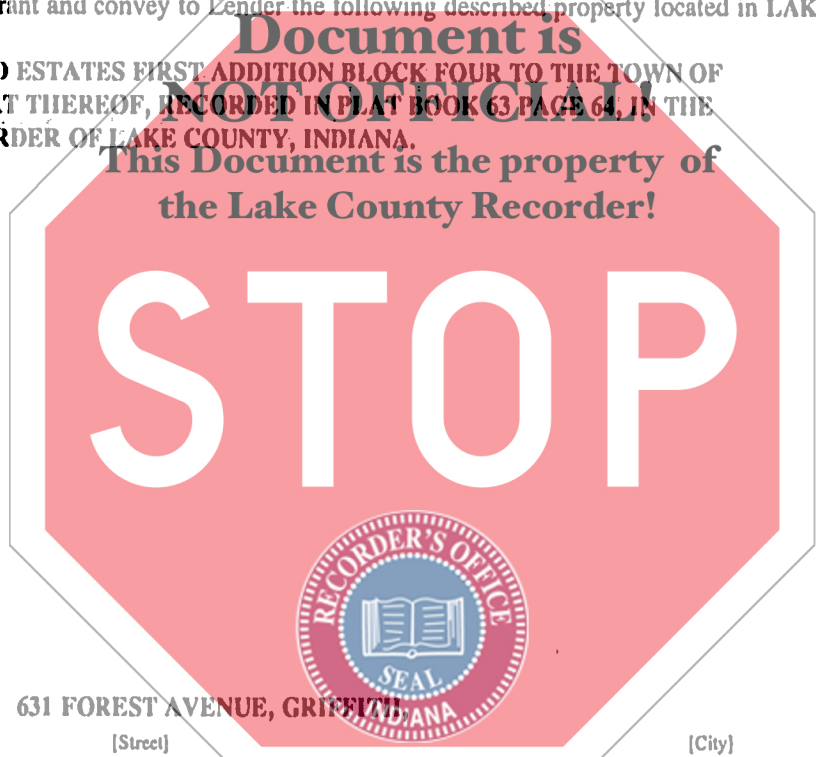 rant and convey to Lender the following described property located in LAK
Document is
ESTATES FIRST ADDITION BLOCK FOUR TO THE TOWN OF
NOT OFFICIAL!
T THEREOF, RECORDED IN PLAT BOOK 63 PAGE 64, IN THE
RDER OF LAKE COUNTY, INDIANA.
This Document is the property of
the Lake County Recorder!
STOP
RECORDER'S OFFICE
SEAL
INDIANA
631 FOREST AVENUE, GRIFFITH,
[Street] [City]